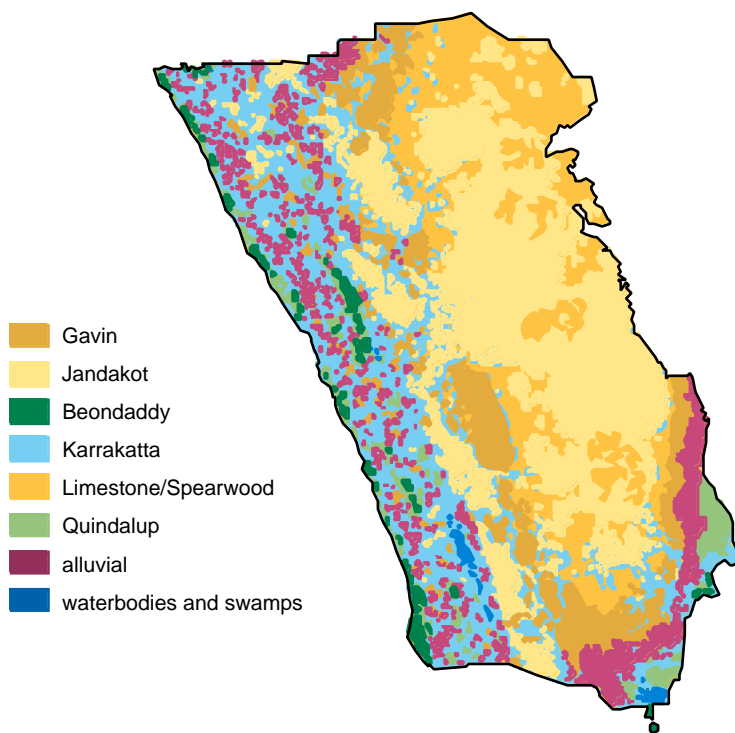 Gavin
Jandakot
Beondaddy
Karrakatta
Limestone/Spearwood
Quindalup
alluvial
waterbodies and swamps